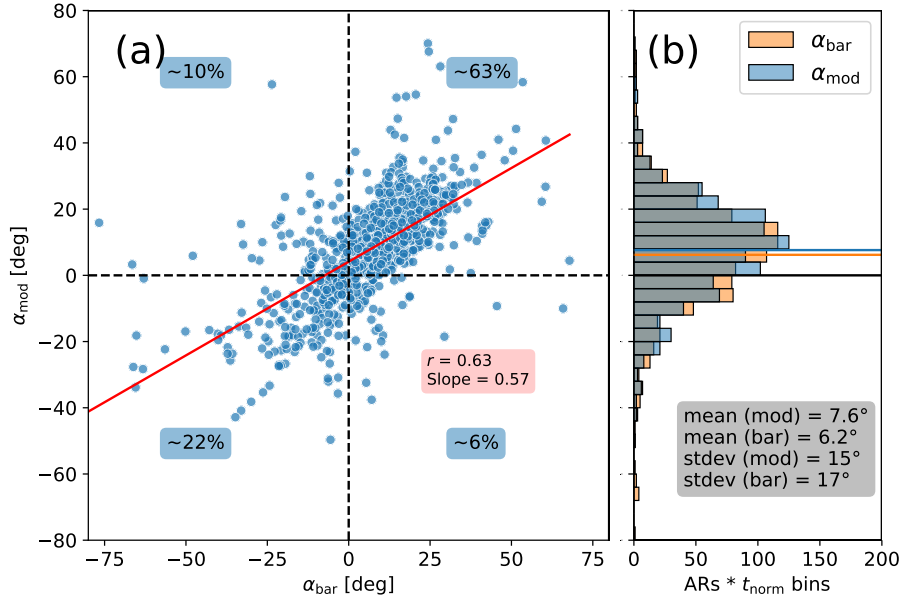 (a)
~10%
~63%
~22%
~6%
r = 0.63
Slope = 0.57
80
60
40
20
0
−20
−40
−60
−80
α_mod [deg]
−75
−50
−25
0
25
50
75
α_bar [deg]
(b)
α_bar
α_mod
mean (mod) = 7.6°
mean (bar) = 6.2°
stdev (mod) = 15°
stdev (bar) = 17°
0
50
100
150
200
ARs * t_norm bins